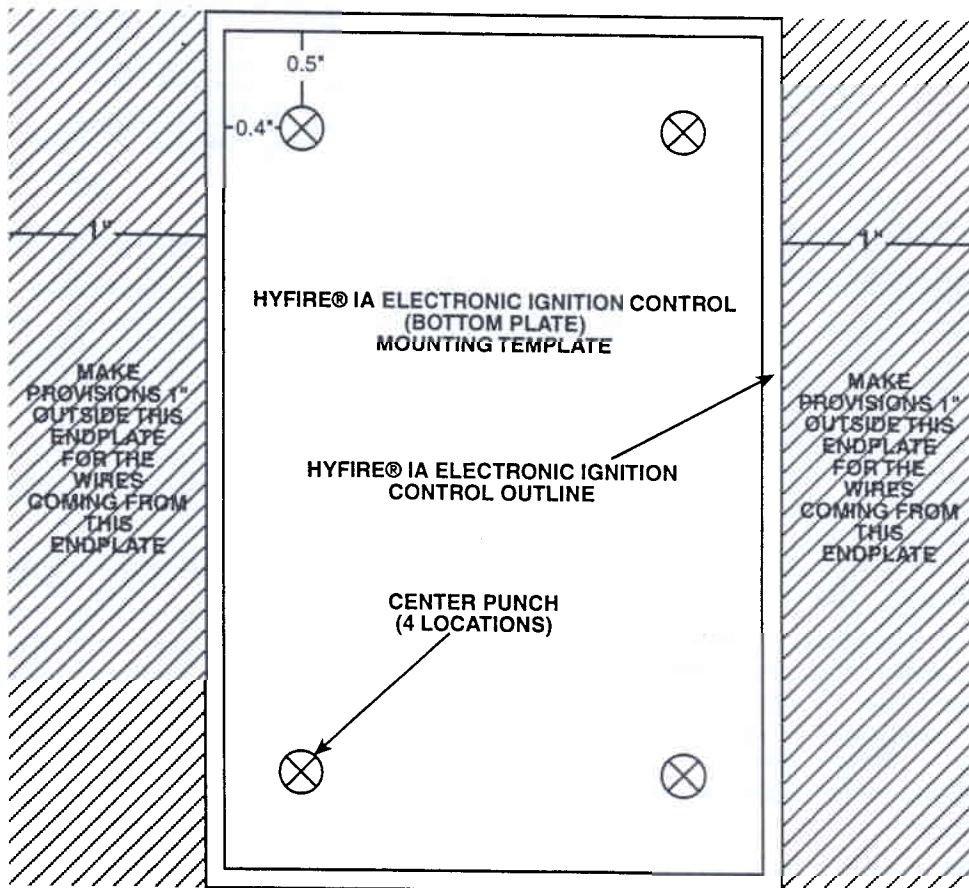 0.5"
0.4"
1"
1"
HYFIRE® IA ELECTRONIC IGNITION CONTROL
(BOTTOM PLATE)
MOUNTING TEMPLATE
MAKE
PROVISIONS 1"
OUTSIDE THIS
ENDPLATE
FOR THE
WIRES
COMING FROM
THIS
ENDPLATE
MAKE
PROVISIONS 1"
OUTSIDE THIS
ENDPLATE
FOR THE
WIRES
COMING FROM
THIS
ENDPLATE
HYFIRE® IA ELECTRONIC IGNITION
CONTROL OUTLINE
CENTER PUNCH
(4 LOCATIONS)